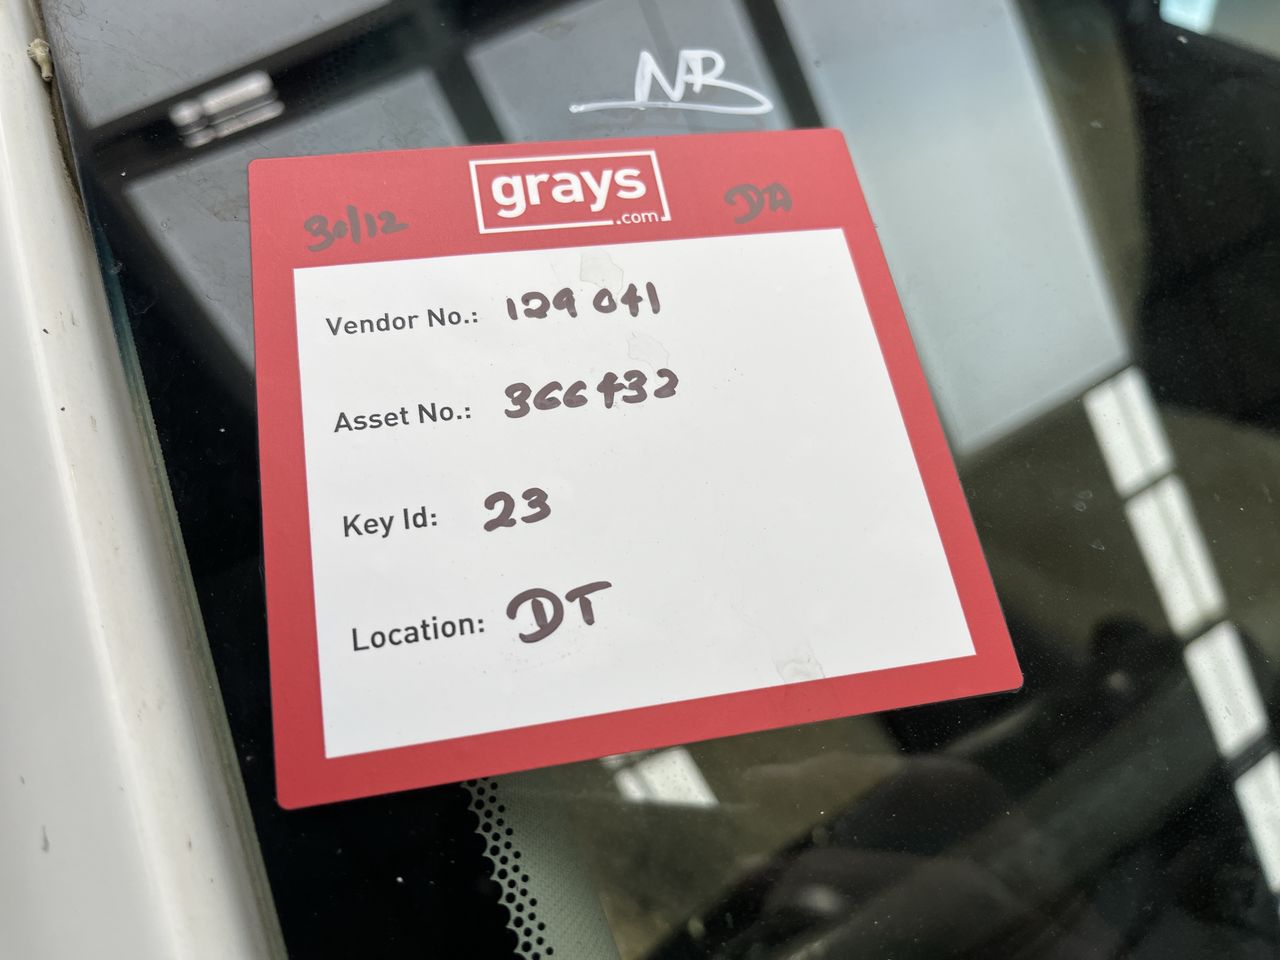 NB
grays
.com
30/12
DA
Vendor No.: 129 041
Asset No.: 366432
Key Id: 23
Location: DT